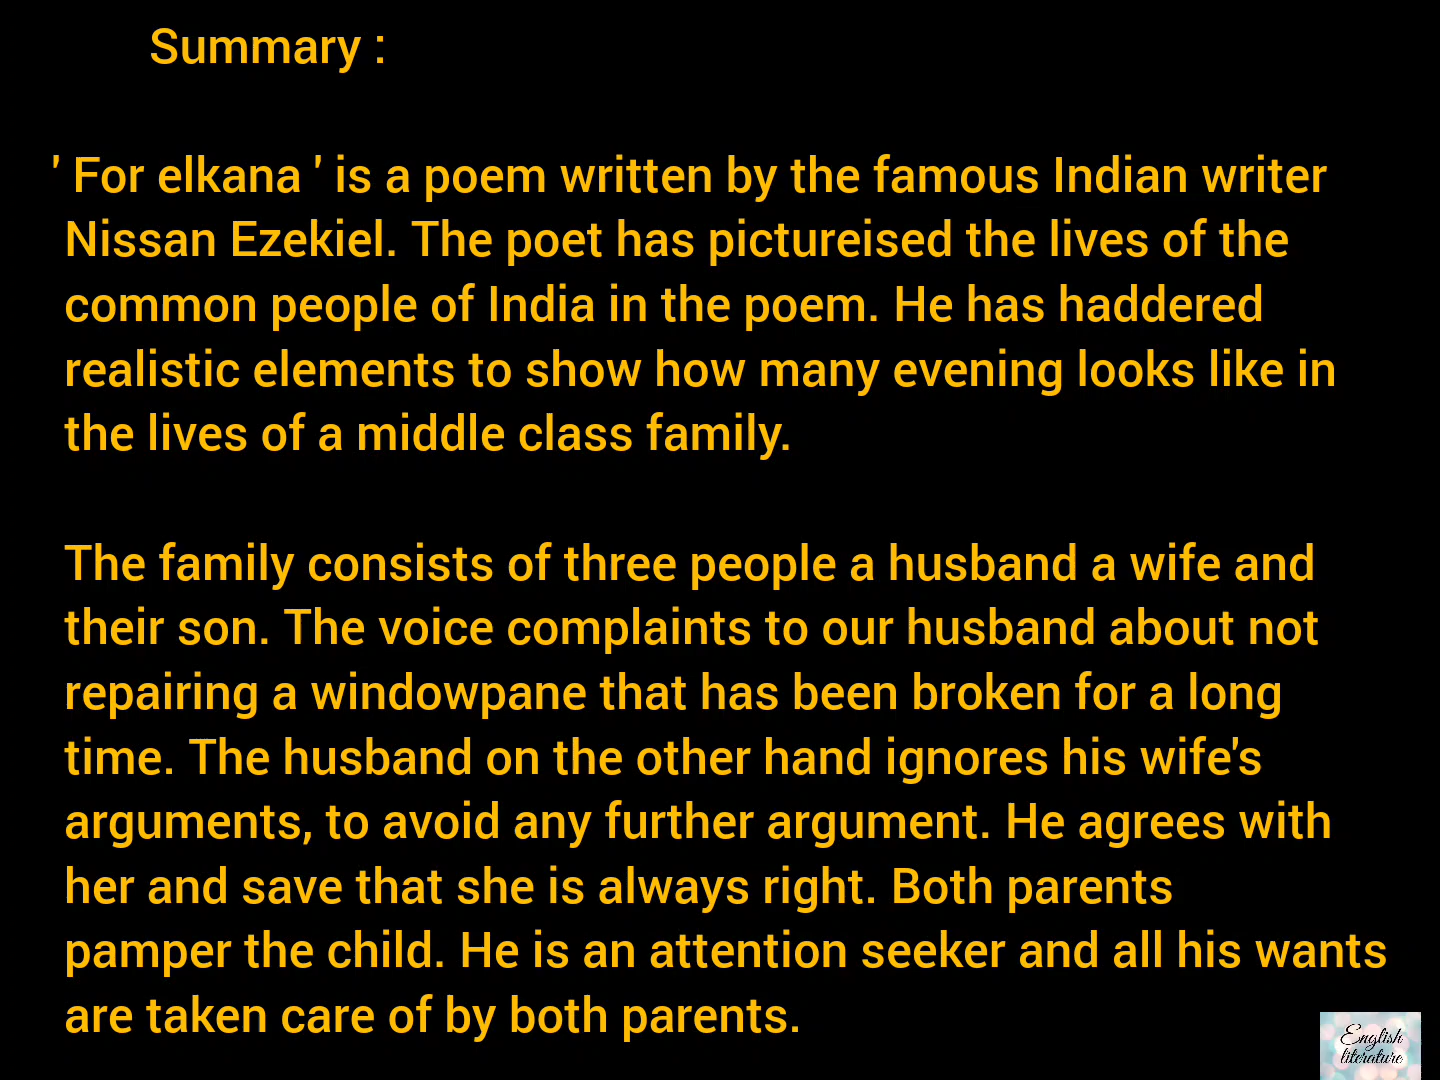 Summary :
' For elkana ' is a poem written by the famous Indian writer
Nissan Ezekiel. The poet has pictureised the lives of the
common people of India in the poem. He has haddered
realistic elements to show how many evening looks like in
the lives of a middle class family.
The family consists of three people a husband a wife and
their son. The voice complaints to our husband about not
repairing a windowpane that has been broken for a long
time. The husband on the other hand ignores his wife's
arguments, to avoid any further argument. He agrees with
her and save that she is always right. Both parents
pamper the child. He is an attention seeker and all his wants
are taken care of by both parents.
English
literature